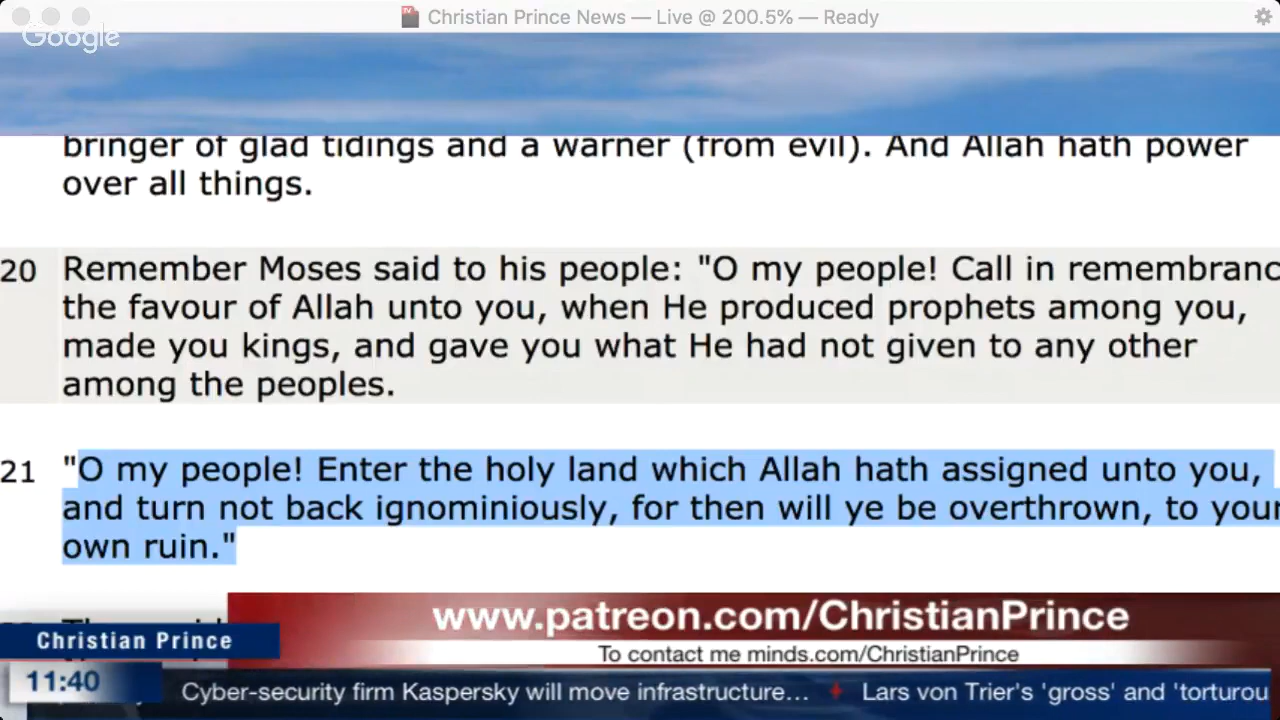 Christian Prince News — Live @ 200.5% — Ready
Google
bringer of glad tidings and a warner (from evil). And Allah hath power
over all things.
20 Remember Moses said to his people: "O my people! Call in remembranc
the favour of Allah unto you, when He produced prophets among you,
made you kings, and gave you what He had not given to any other
among the peoples.
21 "O my people! Enter the holy land which Allah hath assigned unto you,
and turn not back ignominiously, for then will ye be overthrown, to your
own ruin."
www.patreon.com/ChristianPrince
Christian Prince
To contact me minds.com/ChristianPrince
11:40
Cyber-security firm Kaspersky will move infrastructure... Lars von Trier's 'gross' and 'torturou